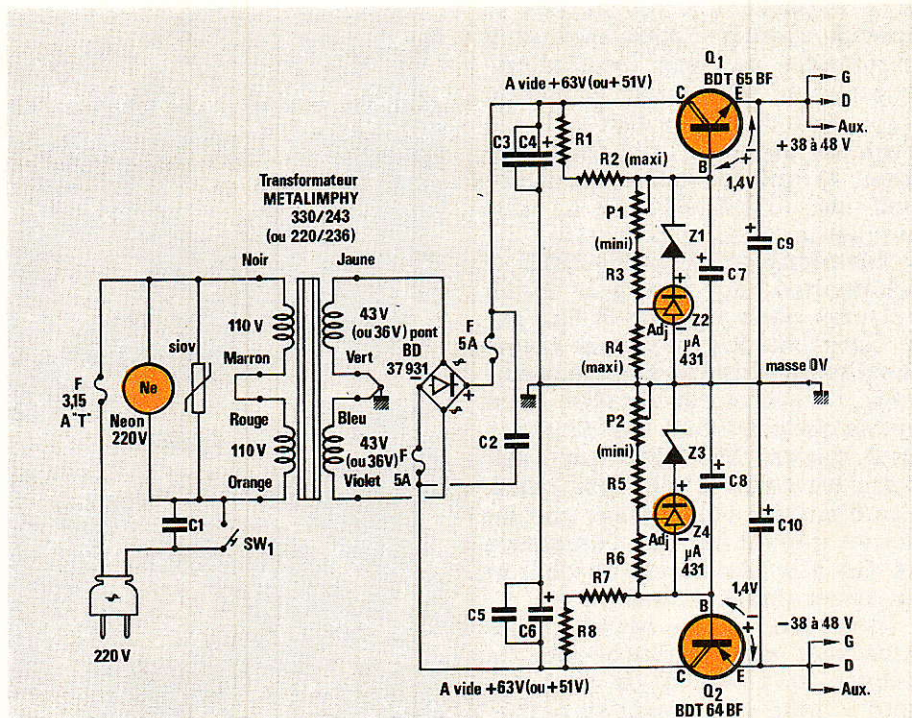 Q1
BDT 65 BF
A vide +63V (ou +51V)
C
E
G
D
Aux.
+38 à 48 V
B
+
−
1,4V
C3
C4
+
R1
R2 (maxi)
P1
(mini)
Z1
R3
+
Adj
Z2
−
μA
431
R4
(maxi)
+
C7
+
C9
Transformateur
METALIMPHY
330/243
(ou 220/236)
Noir
Jaune
110 V
43 V
(ou 36V)
pont
BD
37 931
F
5A
siov
Marron
Vert
F
3,15
A "T"
Ne
Neon
220V
Rouge
Bleu
−
+
110 V
43 V
(ou 36V)
F
5A
C2
masse 0V
Orange
Violet
P2
(mini)
Z3
R5
+
Adj
Z4
−
μA
431
R6
+
C8
+
C10
C1
SW1
220 V
C5
C6
+
R7
R8
1,4V
B
−
+
−38 à 48 V
A vide +63V (ou +51V)
C
E
G
D
Aux.
Q2
BDT 64 BF